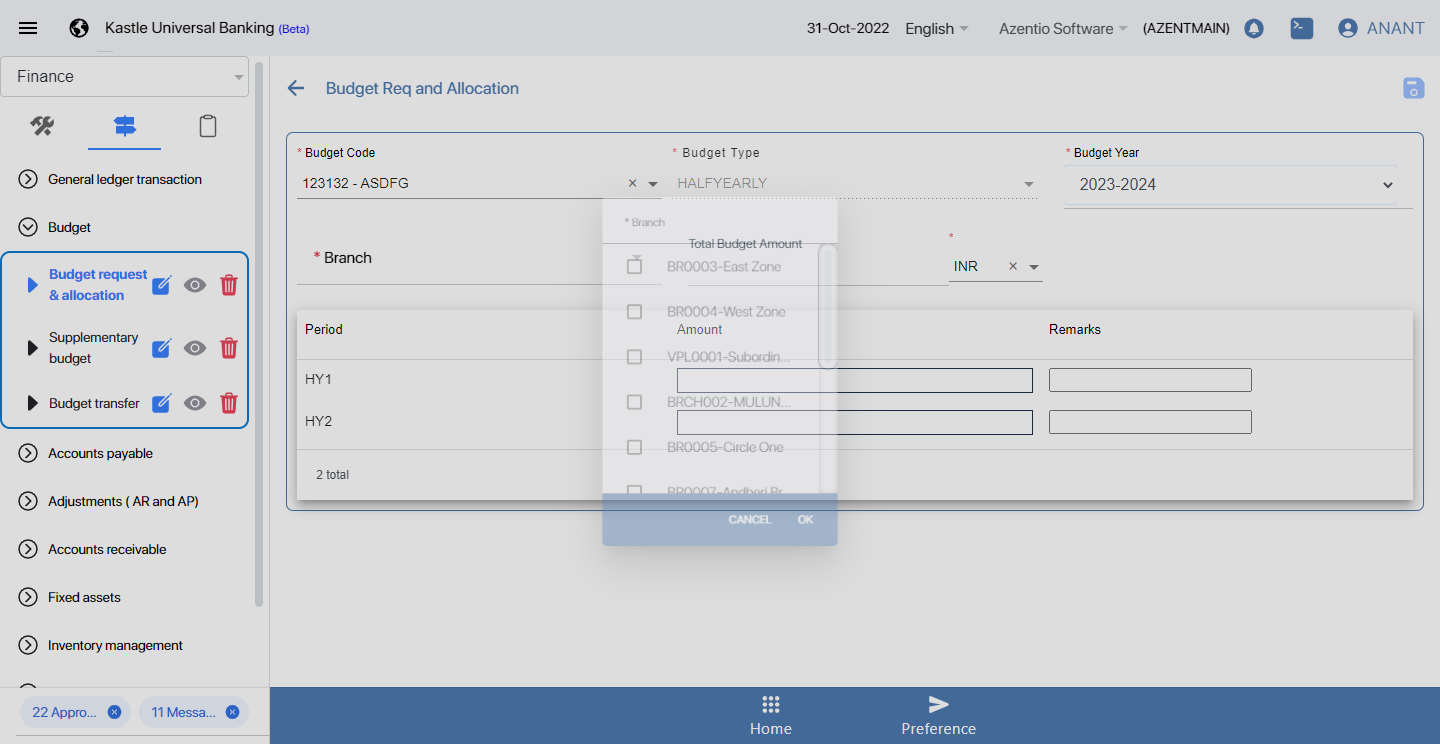 Kastle Universal Banking (Beta)
31-Oct-2022
English
Azentio Software
(AZENTMAIN)
ANANT
Finance
General ledger transaction
Budget
Budget request
& allocation
Supplementary
budget
Budget transfer
Accounts payable
Adjustments ( AR and AP)
Accounts receivable
Fixed assets
Inventory management
22 Appro...
11 Messa...
Budget Req and Allocation
* Budget Code
* Budget Type
* Budget Year
123132 - ASDFG
HALFYEARLY
2023-2024
* Branch
Total Budget Amount
*
INR
Period
Amount
Remarks
HY1
HY2
2 total
* Branch
BR0003-East Zone
BR0004-West Zone
VPL0001-Subordin...
BRCH002-MULUN...
BR0005-Circle One
BR0007-Andheri Br
CANCEL
OK
Home
Preference